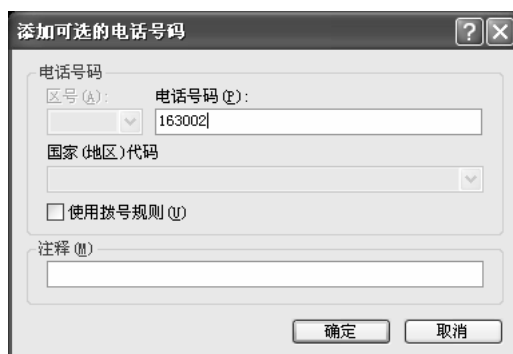 添加可选的电话号码
电话号码
区号(A): 电话号码(P):
163002
国家(地区)代码
使用拨号规则(U)
注释(M)
确定 取消